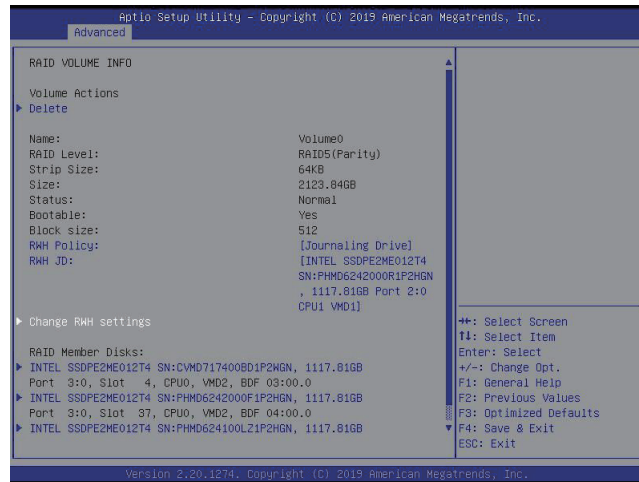 Aptio Setup Utility – Copyright (C) 2019 American Megatrends, Inc.
Advanced
RAID VOLUME INFO
Volume Actions
Delete
Name: Volume0
RAID Level: RAID5(Parity)
Strip Size: 64KB
Size: 2123.84GB
Status: Normal
Bootable: Yes
Block size: 512
RWH Policy: [Journaling Drive]
RWH JD: [INTEL SSDPE2ME012T4
SN:PHMD6242000R1P2HGN
, 1117.81GB Port 2:0
CPU1 VMD1]
Change RWH settings
RAID Member Disks:
INTEL SSDPE2ME012T4 SN:CVMD717400BD1P2WGN, 1117.81GB
Port 3:0, Slot 4, CPU0, VMD2, BDF 03:00.0
INTEL SSDPE2ME012T4 SN:PHMD6242000F1P2HGN, 1117.81GB
Port 3:0, Slot 37, CPU0, VMD2, BDF 04:00.0
INTEL SSDPE2ME012T4 SN:PHMD624100LZ1P2HGN, 1117.81GB
→←: Select Screen
↑↓: Select Item
Enter: Select
+/-: Change Opt.
F1: General Help
F2: Previous Values
F3: Optimized Defaults
F4: Save & Exit
ESC: Exit
Version 2.20.1274. Copyright (C) 2019 American Megatrends, Inc.